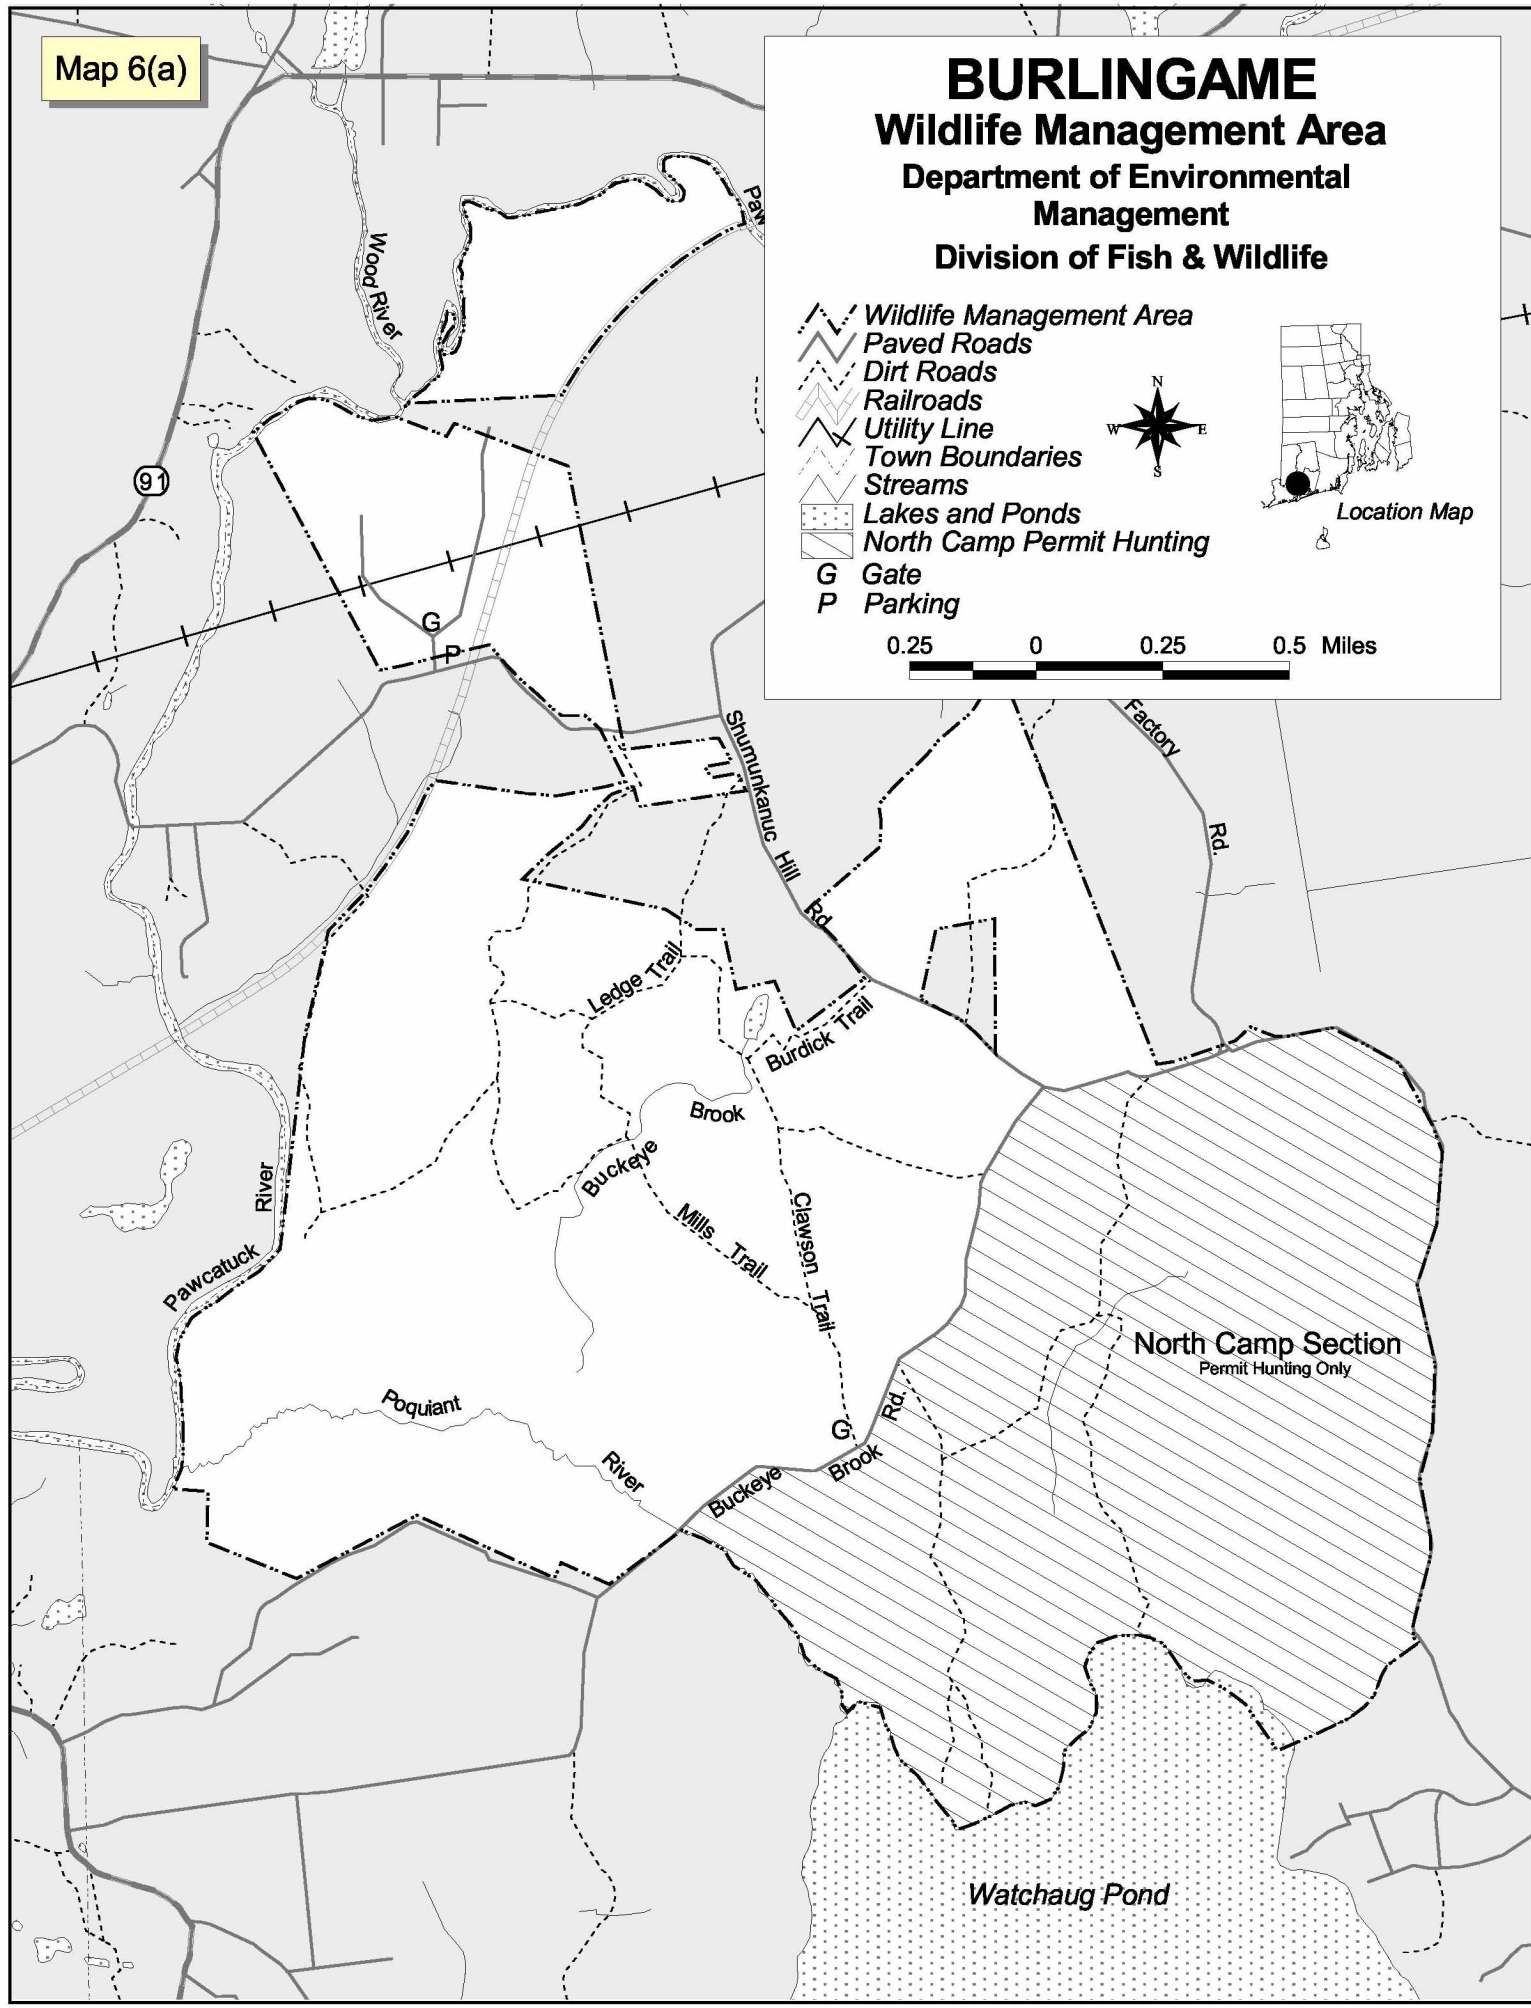 Map 6(a)
BURLINGAME
Wildlife Management Area
Department of Environmental
Management
Division of Fish & Wildlife
Wildlife Management Area
Paved Roads
Dirt Roads
Railroads
Utility Line
Town Boundaries
Streams
Lakes and Ponds
North Camp Permit Hunting
G Gate
P Parking
N
W E
S
Location Map
0.25 0 0.25 0.5 Miles
Paw
Wood River
91
G
P
Shumunkanuc Hill Rd
Factory Rd.
Ledge Trail
Burdick Trail
Buckeye Brook
Mills Trail
Clawson Trail
Pawcatuck River
North Camp Section
Permit Hunting Only
Poquiant River
G
Buckeye Brook Rd.
Watchaug Pond